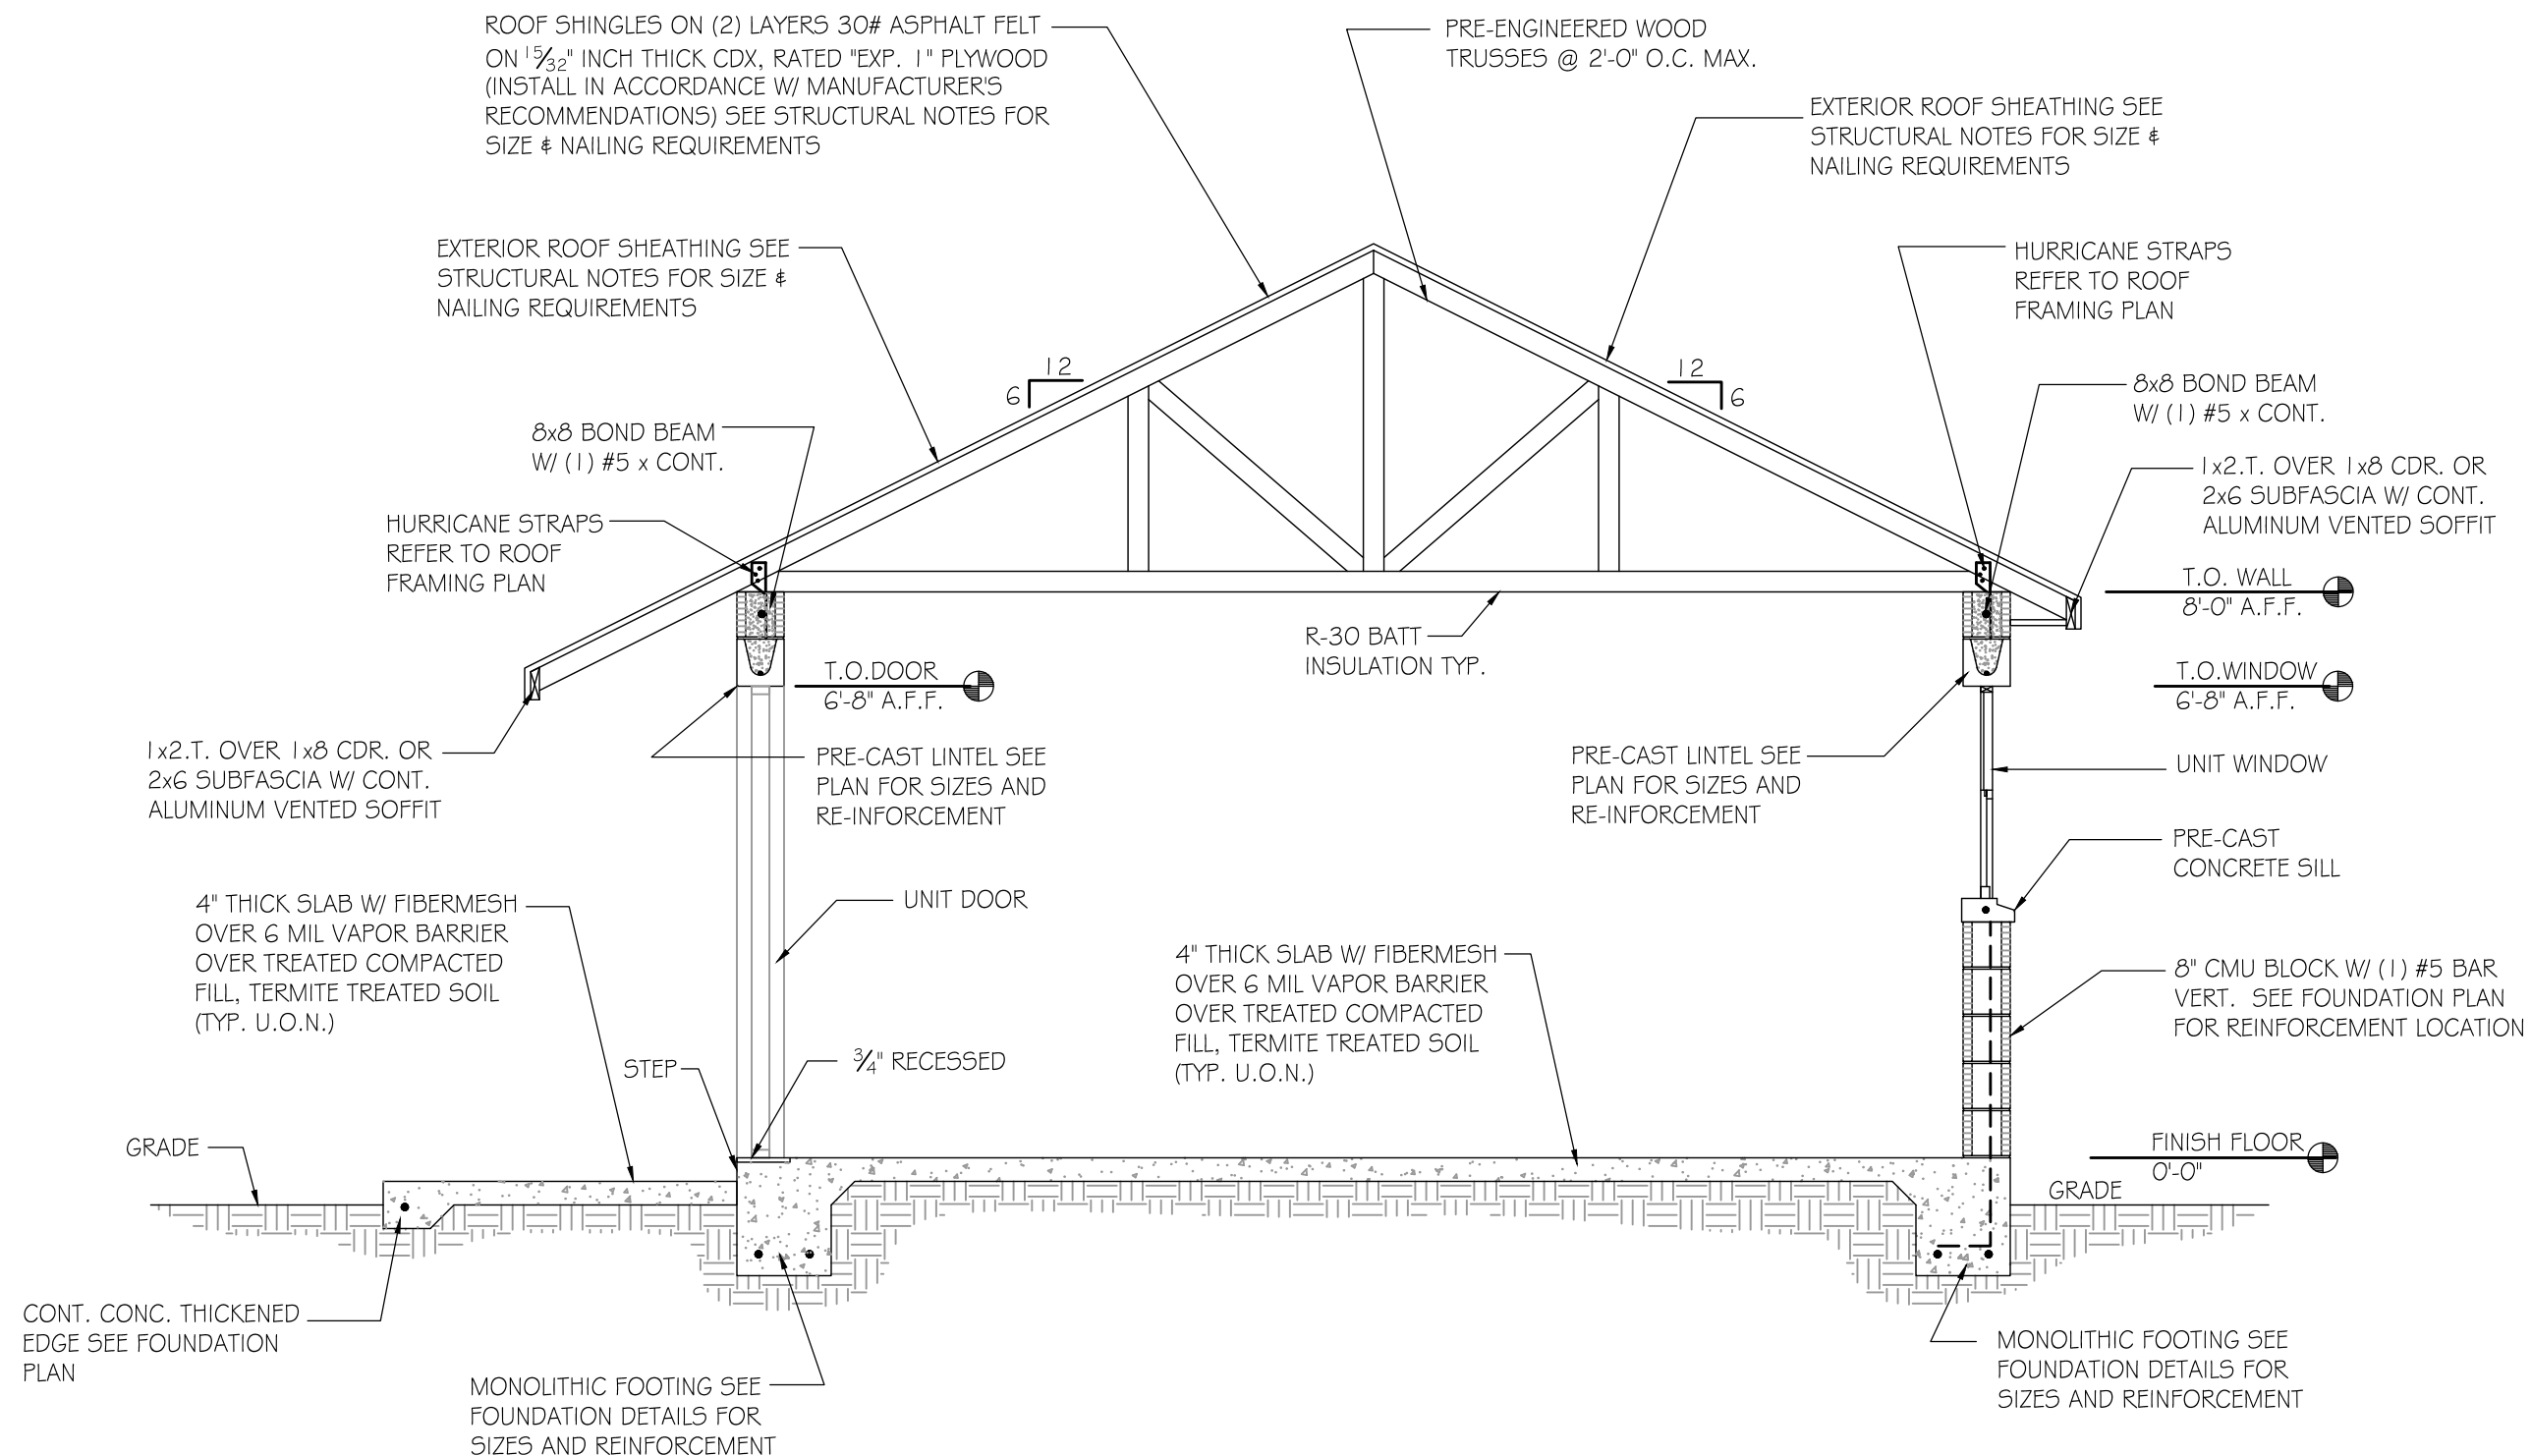 ROOF SHINGLES ON (2) LAYERS 30# ASPHALT FELT
ON 15/32" INCH THICK CDX, RATED "EXP. 1" PLYWOOD
(INSTALL IN ACCORDANCE W/ MANUFACTURER'S
RECOMMENDATIONS) SEE STRUCTURAL NOTES FOR
SIZE & NAILING REQUIREMENTS
PRE-ENGINEERED WOOD
TRUSSES @ 2'-0" O.C. MAX.
EXTERIOR ROOF SHEATHING SEE
STRUCTURAL NOTES FOR SIZE &
NAILING REQUIREMENTS
EXTERIOR ROOF SHEATHING SEE
STRUCTURAL NOTES FOR SIZE &
NAILING REQUIREMENTS
HURRICANE STRAPS
REFER TO ROOF
FRAMING PLAN
12
6
12
6
8x8 BOND BEAM
W/ (1) #5 x CONT.
8x8 BOND BEAM
W/ (1) #5 x CONT.
1x2.T. OVER 1x8 CDR. OR
2x6 SUBFASCIA W/ CONT.
ALUMINUM VENTED SOFFIT
HURRICANE STRAPS
REFER TO ROOF
FRAMING PLAN
T.O. WALL
8'-0" A.F.F.
R-30 BATT
INSULATION TYP.
T.O.DOOR
6'-8" A.F.F.
T.O.WINDOW
6'-8" A.F.F.
1x2.T. OVER 1x8 CDR. OR
2x6 SUBFASCIA W/ CONT.
ALUMINUM VENTED SOFFIT
PRE-CAST LINTEL SEE
PLAN FOR SIZES AND
RE-INFORCEMENT
PRE-CAST LINTEL SEE
PLAN FOR SIZES AND
RE-INFORCEMENT
UNIT WINDOW
PRE-CAST
CONCRETE SILL
4" THICK SLAB W/ FIBERMESH
OVER 6 MIL VAPOR BARRIER
OVER TREATED COMPACTED
FILL, TERMITE TREATED SOIL
(TYP. U.O.N.)
UNIT DOOR
4" THICK SLAB W/ FIBERMESH
OVER 6 MIL VAPOR BARRIER
OVER TREATED COMPACTED
FILL, TERMITE TREATED SOIL
(TYP. U.O.N.)
8" CMU BLOCK W/ (1) #5 BAR
VERT. SEE FOUNDATION PLAN
FOR REINFORCEMENT LOCATION
STEP
3/4" RECESSED
GRADE
FINISH FLOOR
0'-0"
GRADE
CONT. CONC. THICKENED
EDGE SEE FOUNDATION
PLAN
MONOLITHIC FOOTING SEE
FOUNDATION DETAILS FOR
SIZES AND REINFORCEMENT
MONOLITHIC FOOTING SEE
FOUNDATION DETAILS FOR
SIZES AND REINFORCEMENT